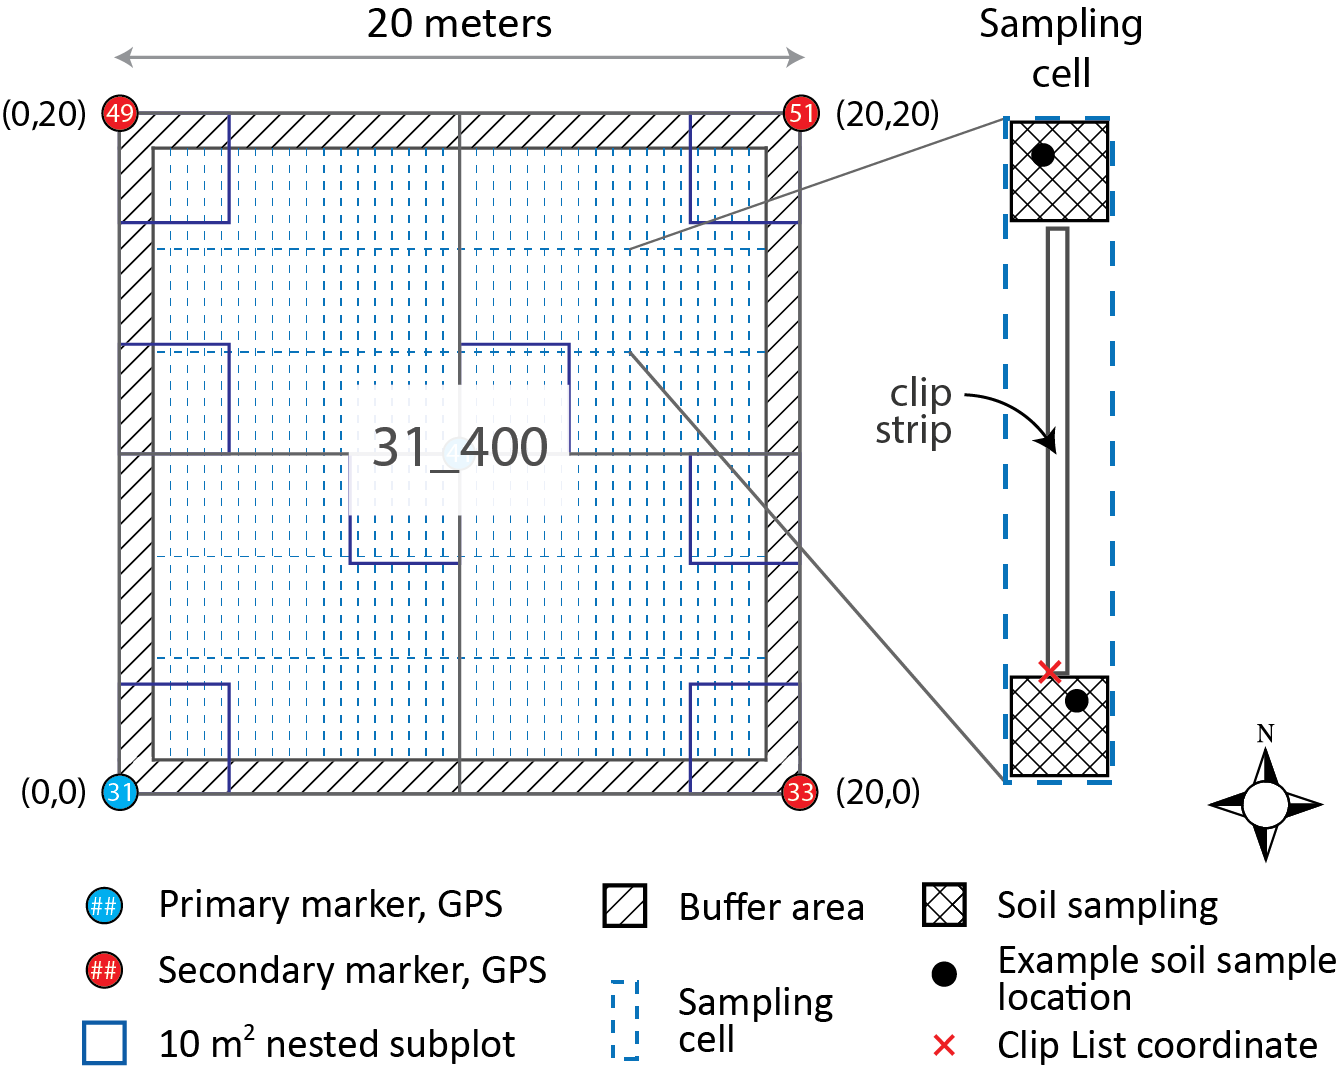 20 meters
Sampling
cell
(0,20)
49
51
(20,20)
clip
strip
31_400
(0,0)
31
33
(20,0)
N
## Primary marker, GPS
## Secondary marker, GPS
10 m² nested subplot
Buffer area
Sampling
cell
Soil sampling
Example soil sample
location
Clip List coordinate